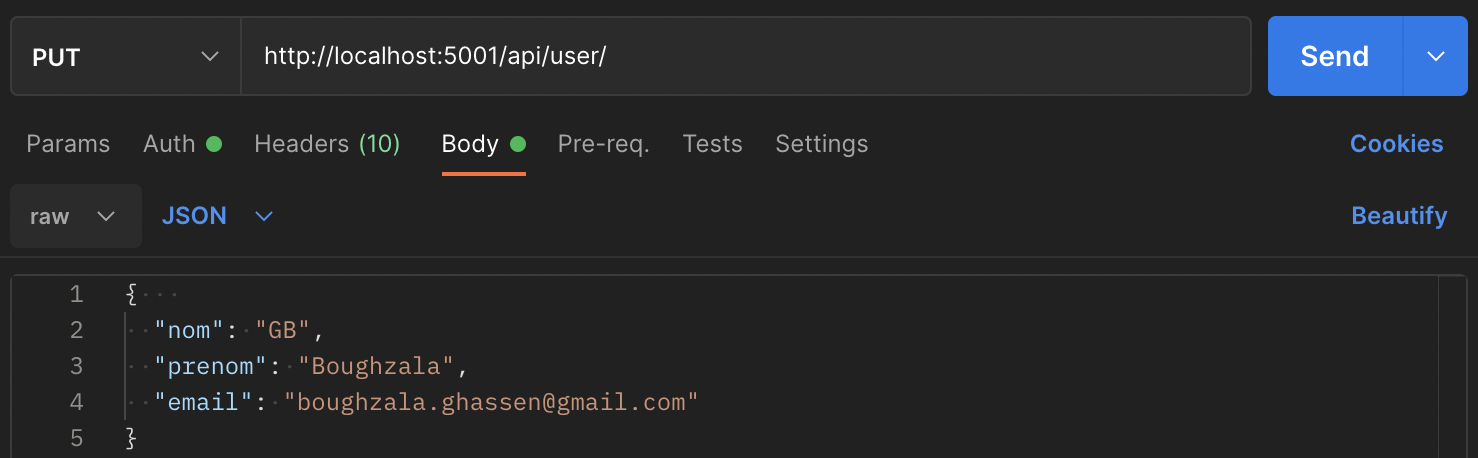 PUT http://localhost:5001/api/user/ Send
Params Auth Headers (10) Body Pre-req. Tests Settings Cookies
raw JSON Beautify
1 {
2 "nom": "GB",
3 "prenom": "Boughzala",
4 "email": "boughzala.ghassen@gmail.com"
5 }